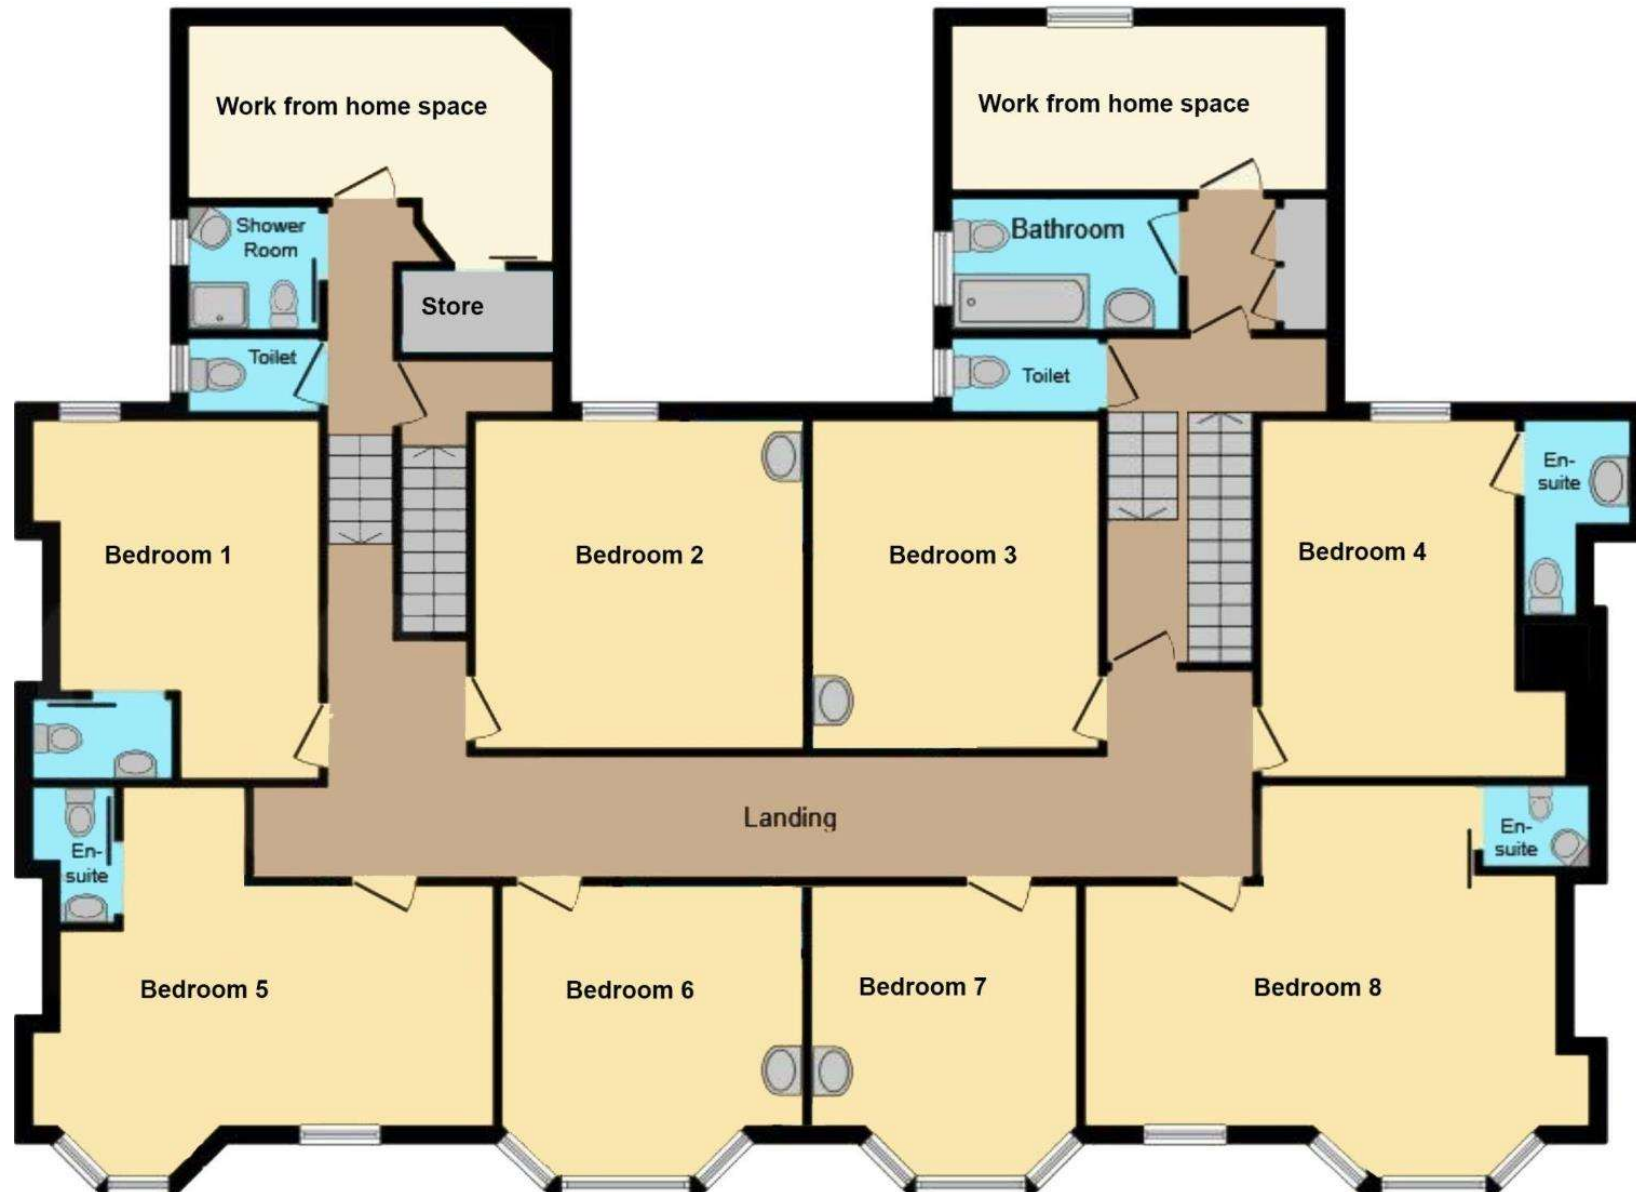 Work from home space
Work from home space
Shower
Room
Bathroom
Store
Toilet
Toilet
En-
suite
Bedroom 1
Bedroom 2
Bedroom 3
Bedroom 4
Landing
En-
suite
En-
suite
Bedroom 5
Bedroom 6
Bedroom 7
Bedroom 8